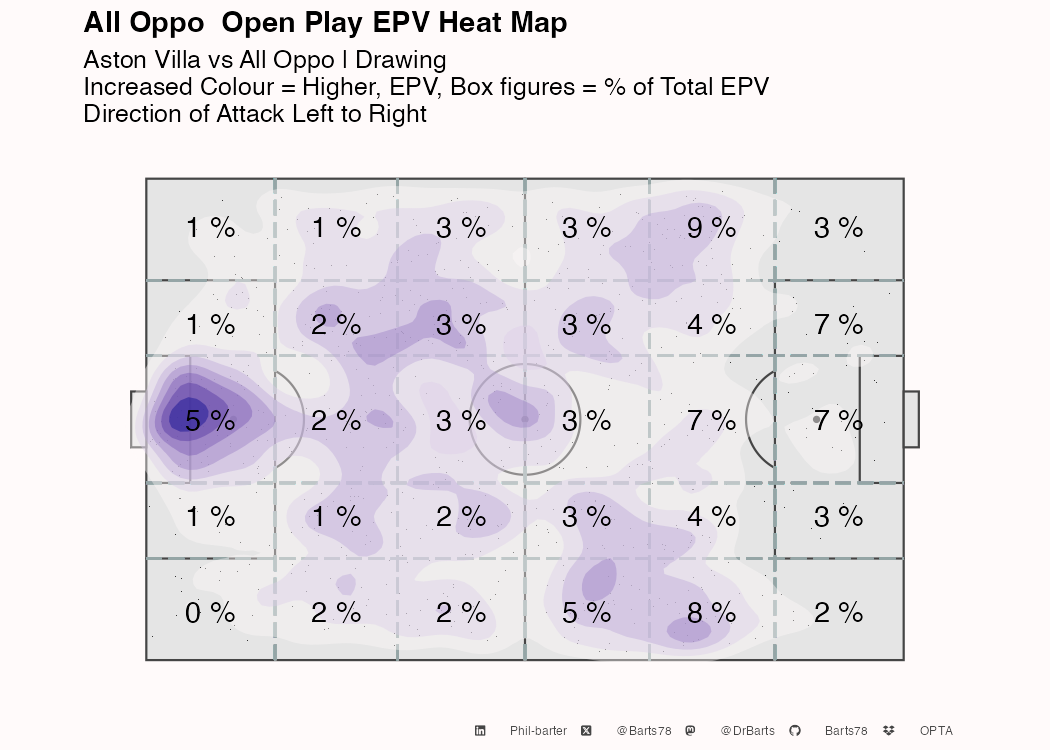 All Oppo  Open Play EPV Heat Map
Aston Villa vs All Oppo | Drawing
Increased Colour = Higher, EPV, Box figures = % of Total EPV
Direction of Attack Left to Right
1 % 1 % 3 % 3 % 9 % 3 %
1 % 2 % 3 % 3 % 4 % 7 %
5 % 2 % 3 % 3 % 7 % 7 %
1 % 1 % 2 % 3 % 4 % 3 %
0 % 2 % 2 % 5 % 8 % 2 %
Phil-barter @Barts78 @DrBarts Barts78 OPTA